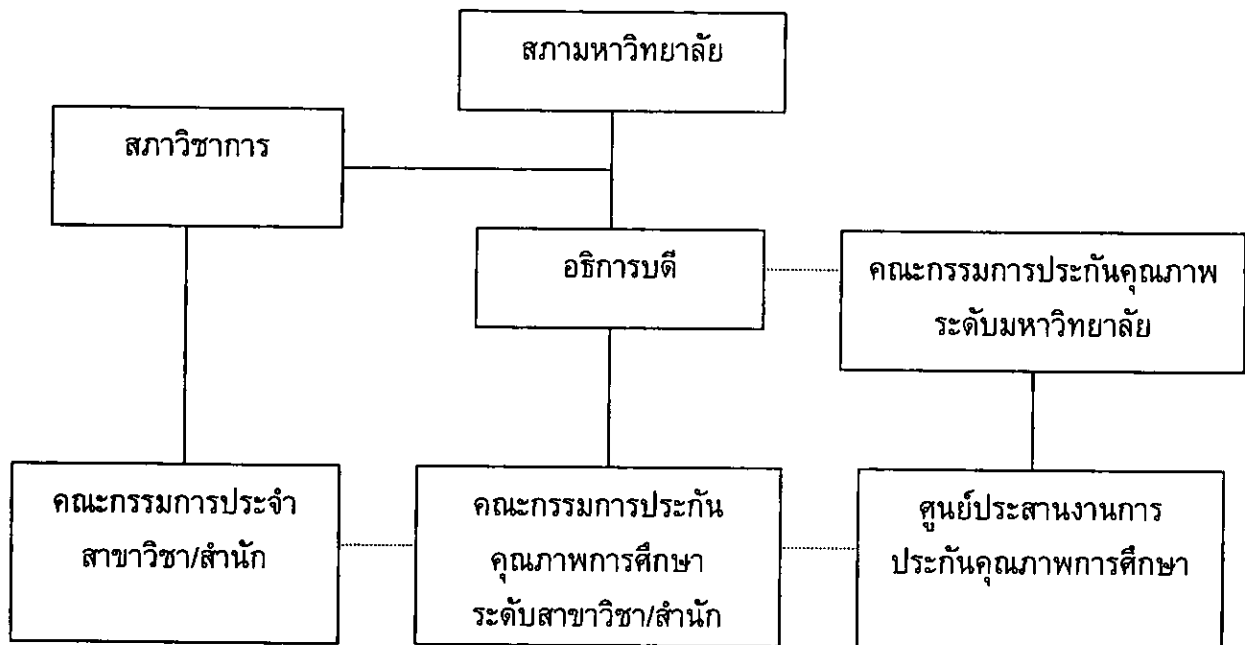 สภามหาวิทยาลัย
สภาวิชาการ
อธิการบดี
คณะกรรมการประกันคุณภาพ
ระดับมหาวิทยาลัย
คณะกรรมการประจำ
สาขาวิชา/สำนัก
คณะกรรมการประกัน
คุณภาพการศึกษา
ระดับสาขาวิชา/สำนัก
ศูนย์ประสานงานการ
ประกันคุณภาพการศึกษา